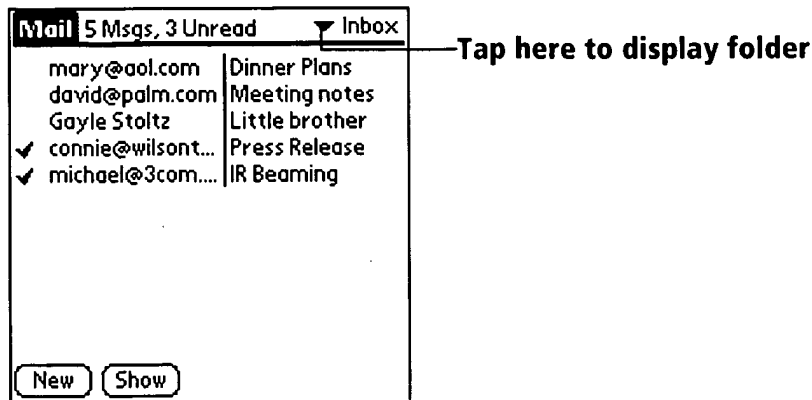 Mail 5 Msgs, 3 Unread Inbox
Tap here to display folder
mary@aol.com Dinner Plans
david@palm.com Meeting notes
Gayle Stoltz Little brother
connie@wilsont... Press Release
michael@3com.... IR Beaming
New Show